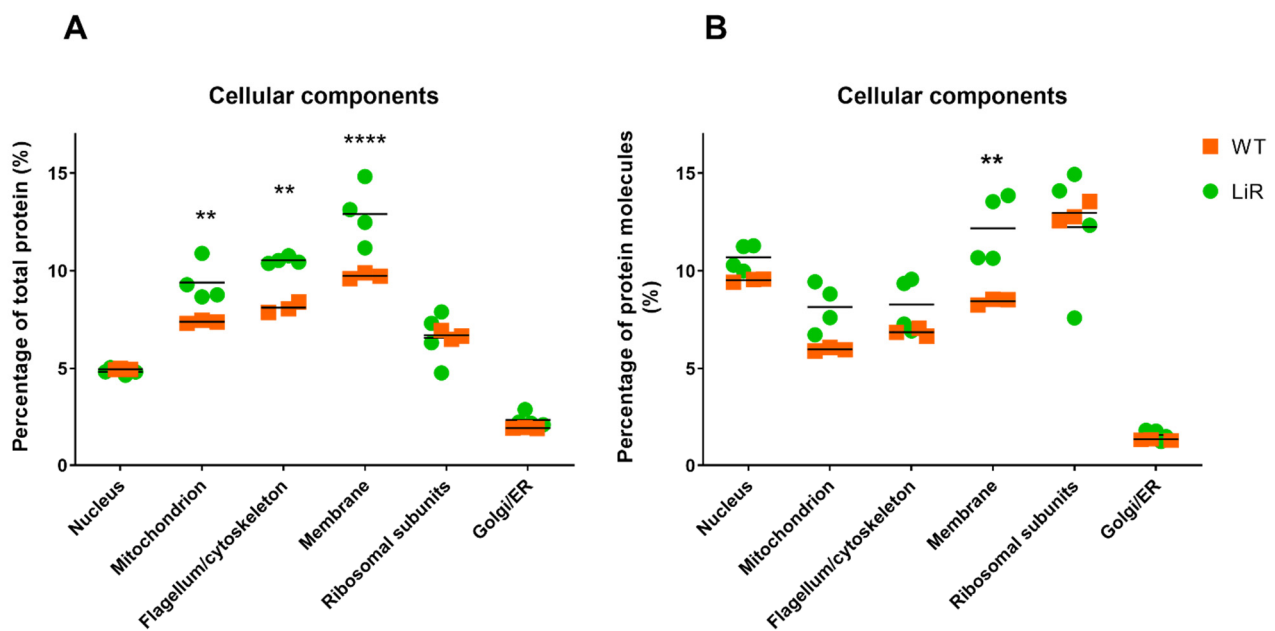 A
Cellular components
Percentage of total protein (%)
15
10
5
0
**
**
****
Nucleus
Mitochondrion
Flagellum/cytoskeleton
Membrane
Ribosomal subunits
Golgi/ER
B
Cellular components
Percentage of protein molecules
(%)
15
10
5
0
**
Nucleus
Mitochondrion
Flagellum/cytoskeleton
Membrane
Ribosomal subunits
Golgi/ER
WT
LiR